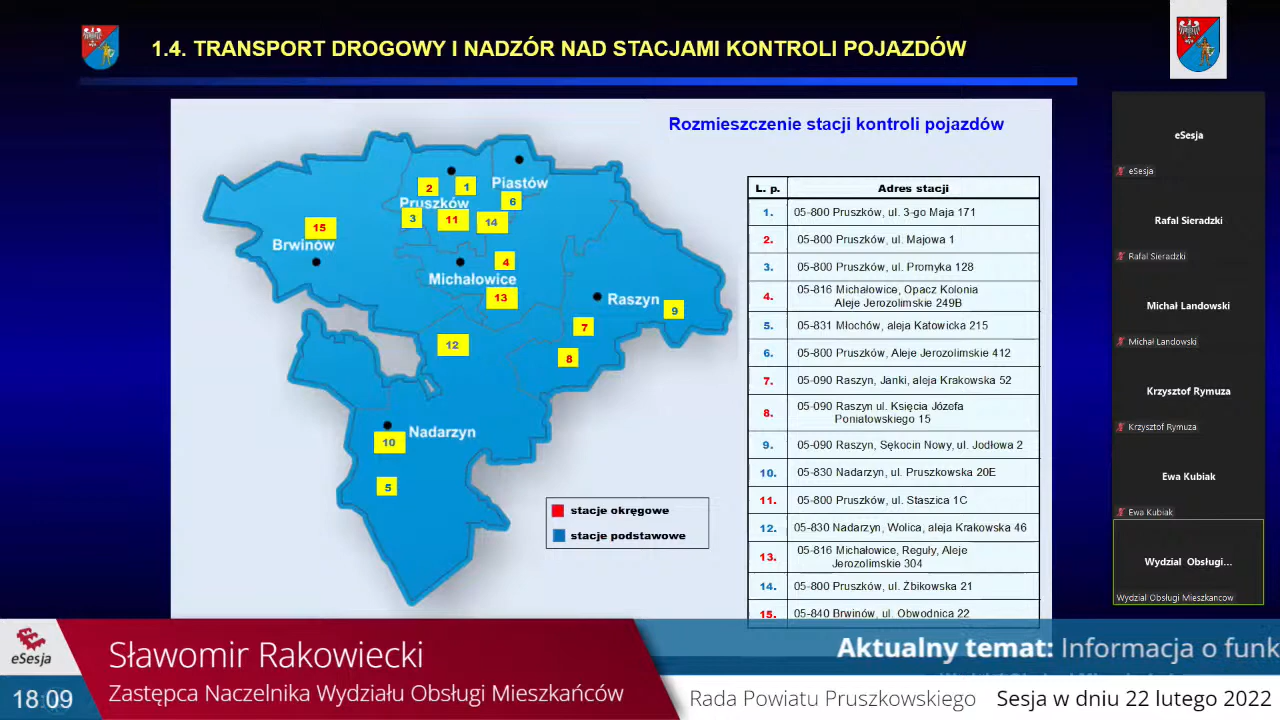 1.4. TRANSPORT DROGOWY I NADZÓR NAD STACJAMI KONTROLI POJAZDÓW
Rozmieszczenie stacji kontroli pojazdów
Piastów
2
1
Pruszków
6
3
11
14
15
Brwinów
4
Michałowice
13
Raszyn
9
7
12
8
Nadarzyn
10
5
stacje okręgowe
stacje podstawowe
L. p. Adres stacji
1. 05-800 Pruszków, ul. 3-go Maja 171
2. 05-800 Pruszków, ul. Majowa 1
3. 05-800 Pruszków, ul. Promyka 128
4. 05-816 Michałowice, Opacz Kolonia
Aleje Jerozolimskie 249B
5. 05-831 Młochów, aleja Katowicka 215
6. 05-800 Pruszków, Aleje Jerozolimskie 412
7. 05-090 Raszyn, Janki, aleja Krakowska 52
8. 05-090 Raszyn ul. Księcia Józefa
Poniatowskiego 15
9. 05-090 Raszyn, Sękocin Nowy, ul. Jodłowa 2
10. 05-830 Nadarzyn, ul. Pruszkowska 20E
11. 05-800 Pruszków, ul. Staszica 1C
12. 05-830 Nadarzyn, Wolica, aleja Krakowska 46
13. 05-816 Michałowice, Reguły, Aleje
Jerozolimskie 304
14. 05-800 Pruszków, ul. Żbikowska 21
15. 05-840 Brwinów, ul. Obwodnica 22
eSesja
eSesja
Rafal Sieradzki
Rafal Sieradzki
Michał Landowski
Michał Landowski
Krzysztof Rymuza
Krzysztof Rymuza
Ewa Kubiak
Ewa Kubiak
Wydzial Obsługi...
Wydzial Obsługi Mieszkancow
eSesja
18:09
Sławomir Rakowiecki
Zastępca Naczelnika Wydziału Obsługi Mieszkańców
Aktualny temat: Informacja o funk
Rada Powiatu Pruszkowskiego Sesja w dniu 22 lutego 2022